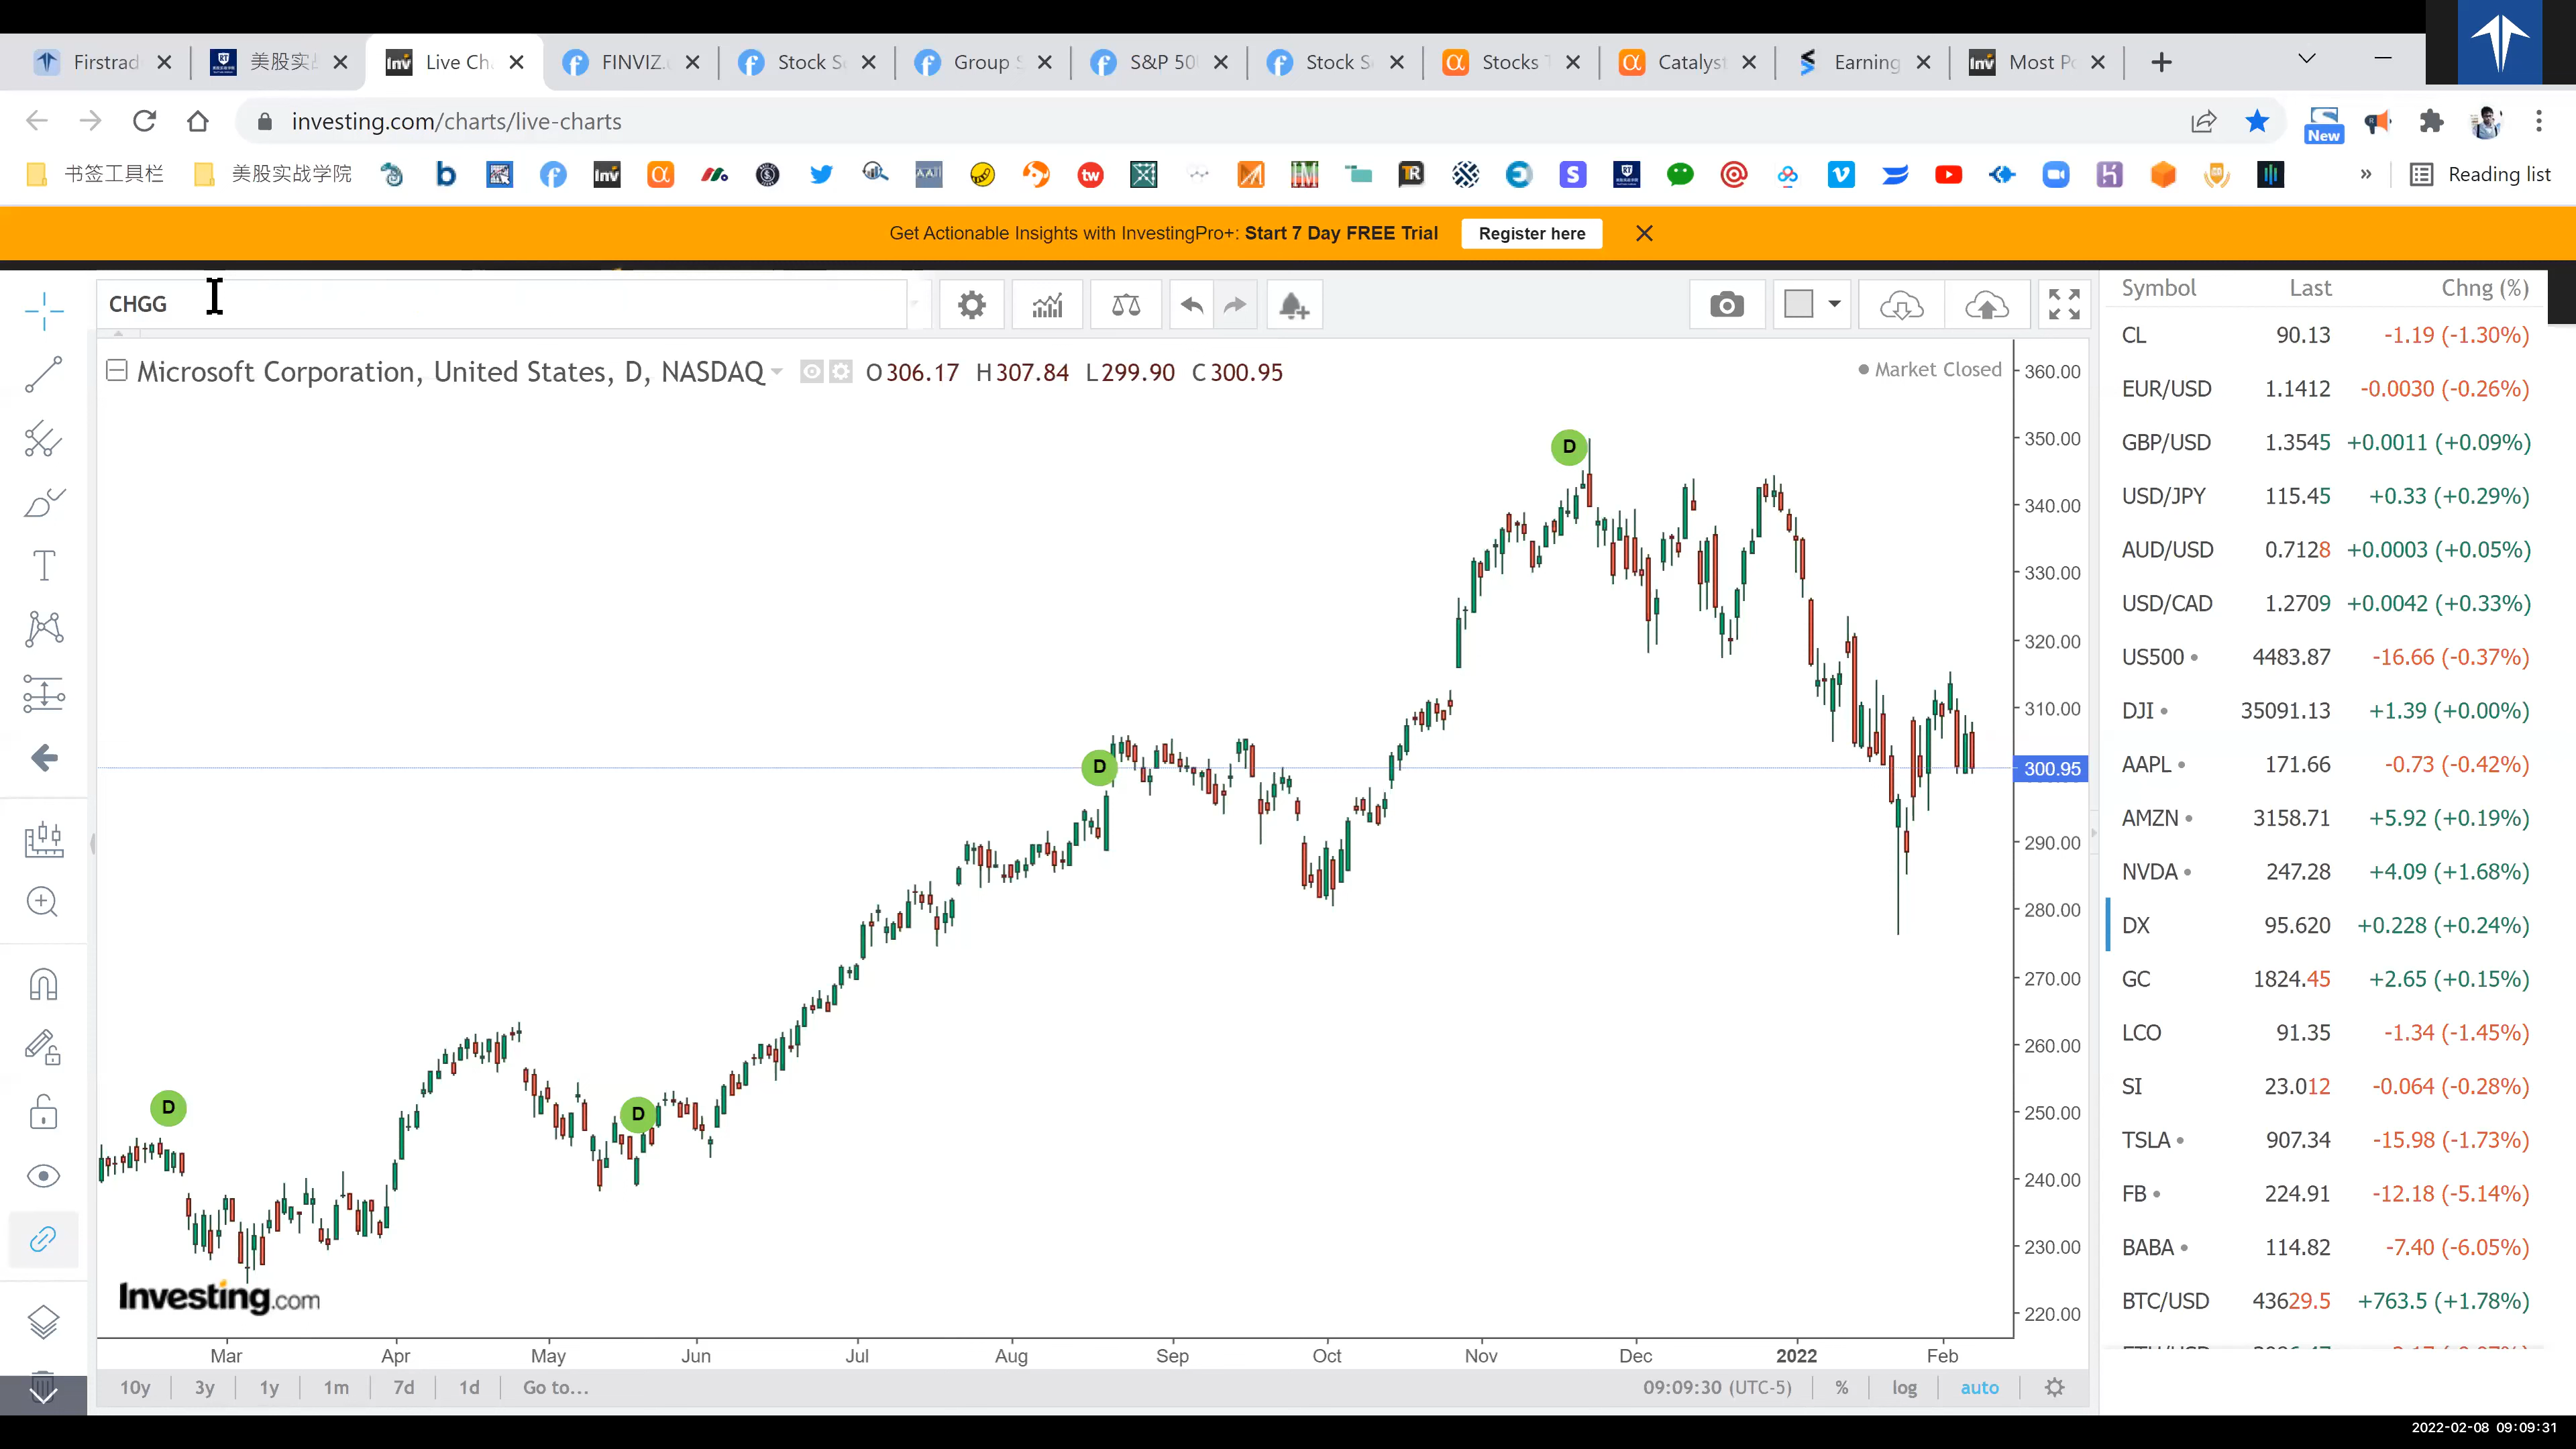 Firstrad
美股实
Live Ch
FINVIZ.
Stock S
Group
S&P 50
Stock S
Stocks
Catalys
Earning
Most P
investing.com/charts/live-charts
New
书签工具栏
美股实战学院
Reading list
Get Actionable Insights with InvestingPro+: Start 7 Day FREE Trial
Register here
CHGG
Microsoft Corporation, United States, D, NASDAQ
O 306.17 H 307.84 L 299.90 C 300.95
Market Closed
360.00
350.00
340.00
330.00
320.00
310.00
300.95
290.00
280.00
270.00
260.00
250.00
240.00
230.00
220.00
D
D
D
D
Investing.com
Mar Apr May Jun Jul Aug Sep Oct Nov Dec 2022 Feb
10y 3y 1y 1m 7d 1d Go to...
09:09:30 (UTC-5) % log auto
Symbol Last Chng (%)
CL 90.13 -1.19 (-1.30%)
EUR/USD 1.1412 -0.0030 (-0.26%)
GBP/USD 1.3545 +0.0011 (+0.09%)
USD/JPY 115.45 +0.33 (+0.29%)
AUD/USD 0.7128 +0.0003 (+0.05%)
USD/CAD 1.2709 +0.0042 (+0.33%)
US500 4483.87 -16.66 (-0.37%)
DJI 35091.13 +1.39 (+0.00%)
AAPL 171.66 -0.73 (-0.42%)
AMZN 3158.71 +5.92 (+0.19%)
NVDA 247.28 +4.09 (+1.68%)
DX 95.620 +0.228 (+0.24%)
GC 1824.45 +2.65 (+0.15%)
LCO 91.35 -1.34 (-1.45%)
SI 23.012 -0.064 (-0.28%)
TSLA 907.34 -15.98 (-1.73%)
FB 224.91 -12.18 (-5.14%)
BABA 114.82 -7.40 (-6.05%)
BTC/USD 43629.5 +763.5 (+1.78%)
2022-02-08 09:09:31